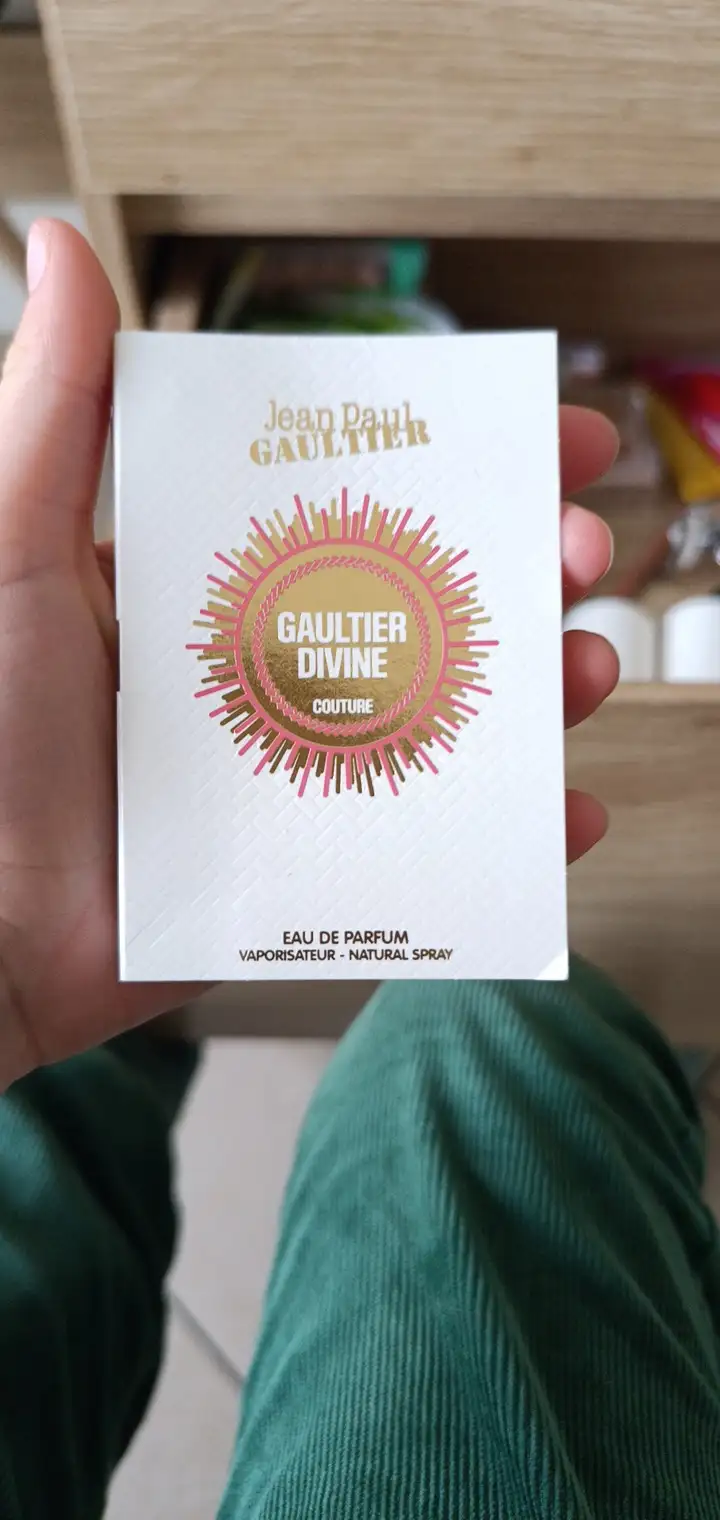 Jean Paul
GAULTIER
GAULTIER
DIVINE
COUTURE
EAU DE PARFUM
VAPORISATEUR - NATURAL SPRAY